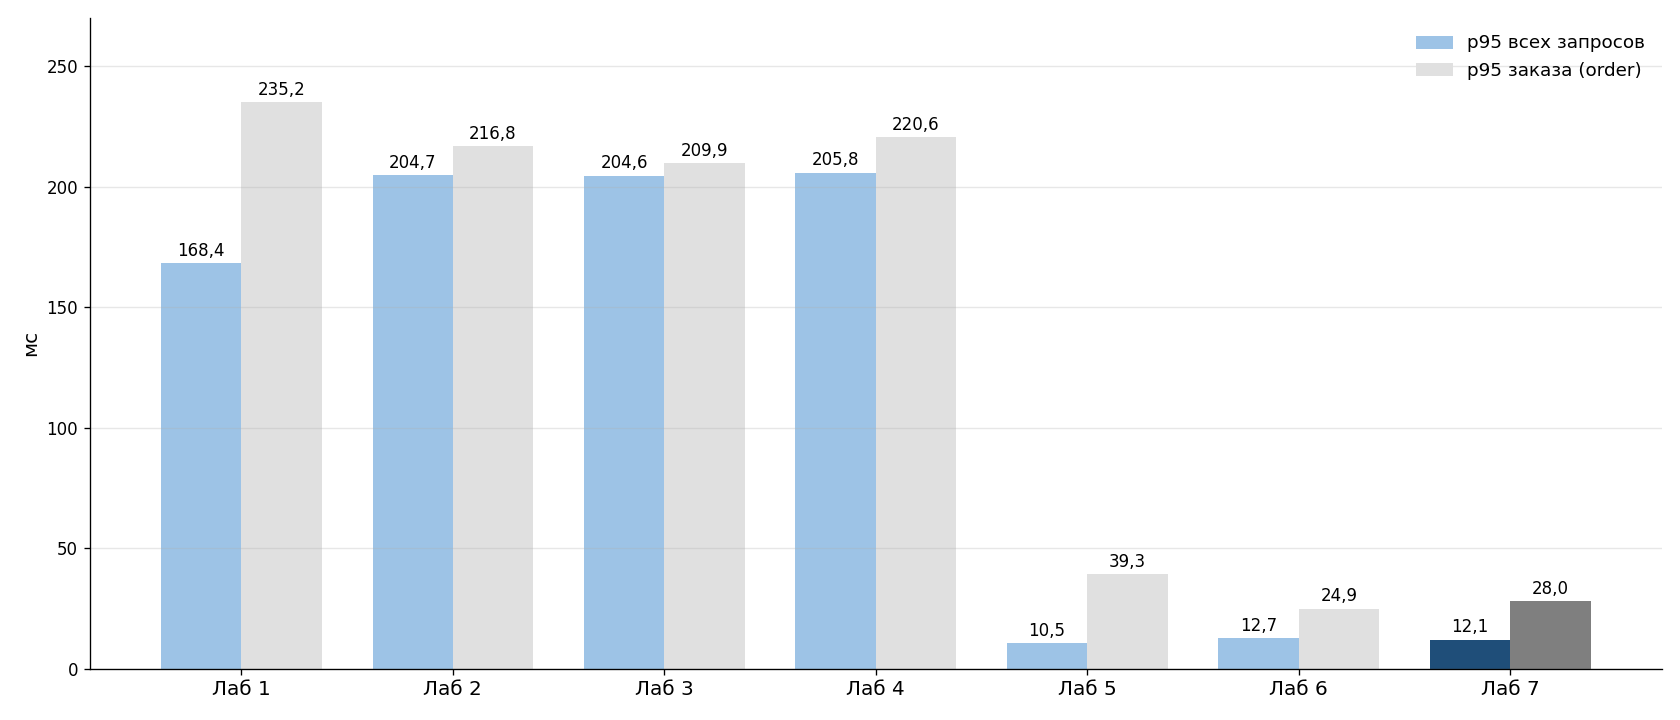 p95 всех запросов
p95 заказа (order)
мс
250
200
150
100
50
0
168,4
235,2
204,7
216,8
204,6
209,9
205,8
220,6
10,5
39,3
12,7
24,9
12,1
28,0
Лаб 1
Лаб 2
Лаб 3
Лаб 4
Лаб 5
Лаб 6
Лаб 7